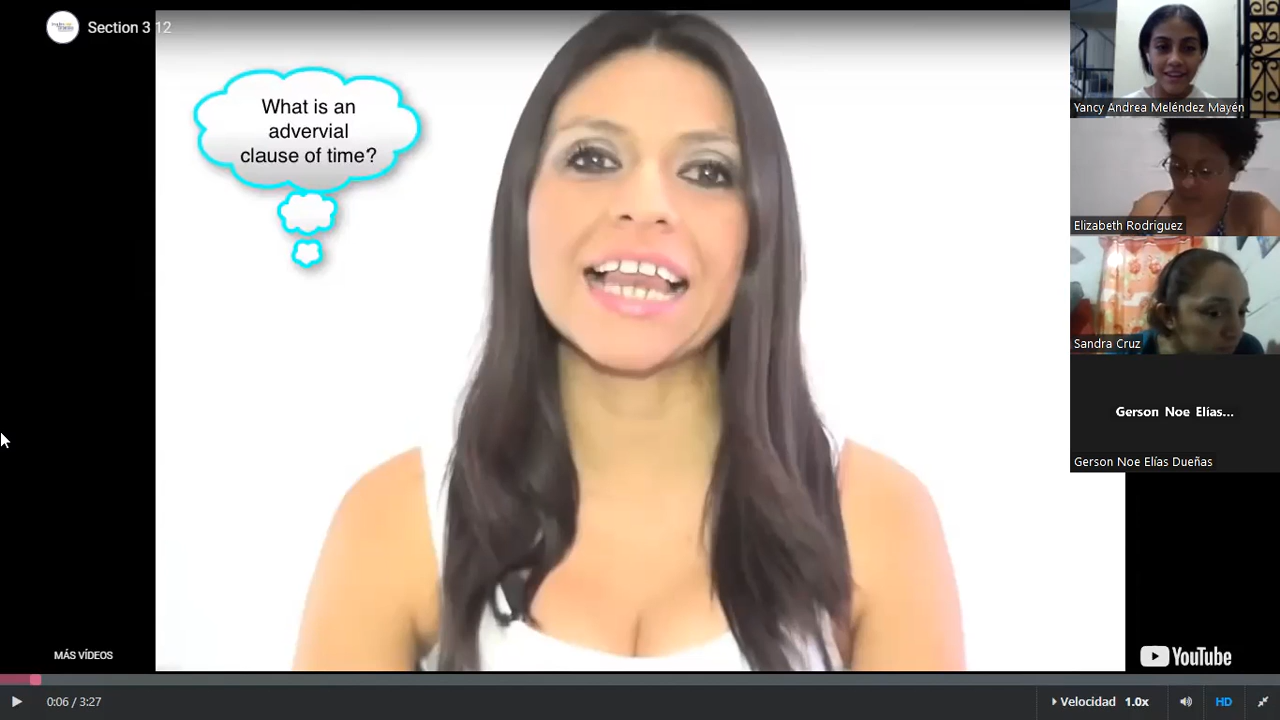 Section 3 12
What is an
advervial
clause of time?
Yancy Andrea Meléndez Mayén
Elizabeth Rodriguez
Sandra Cruz
Gerson Noe Elías...
Gerson Noe Elías Dueñas
MÁS VÍDEOS
YouTube
0:06 / 3:27
Velocidad 1.0x
HD